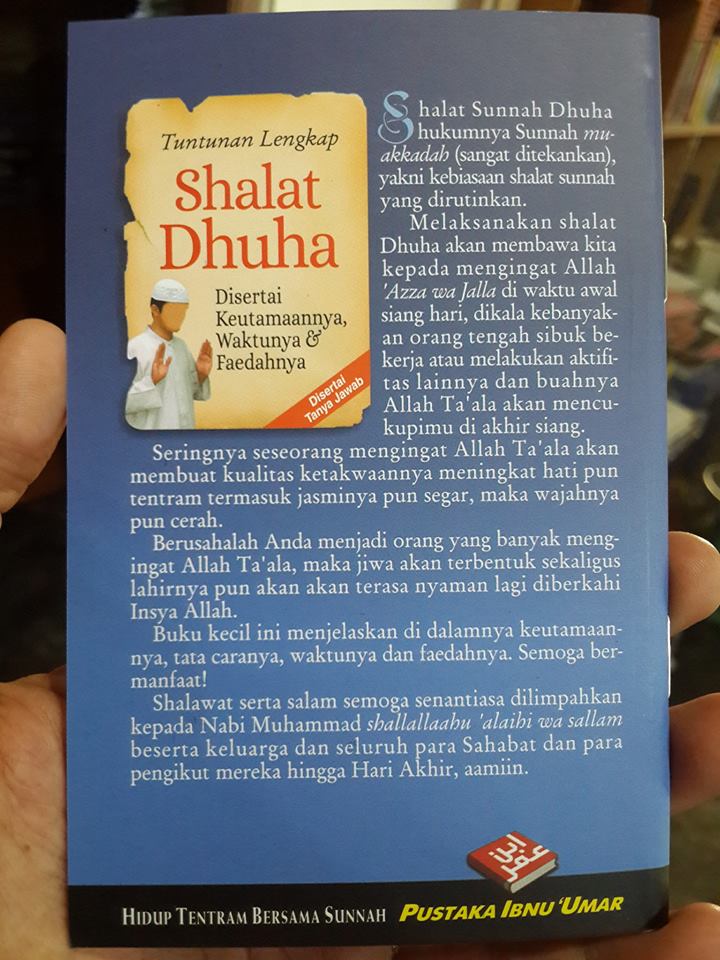 Tuntunan Lengkap
Shalat
Dhuha
Disertai
Keutamaannya,
Waktunya &
Faedahnya
Disertai
Tanya Jawab
Shalat Sunnah Dhuha
hukumnya Sunnah mu-
akkadah (sangat ditekankan),
yakni kebiasaan shalat sunnah
yang dirutinkan.
Melaksanakan shalat
Dhuha akan membawa kita
kepada mengingat Allah
'Azza wa Jalla di waktu awal
siang hari, dikala kebanyak-
an orang tengah sibuk be-
kerja atau melakukan aktifi-
tas lainnya dan buahnya
Allah Ta'ala akan mencu-
kupimu di akhir siang.
Seringnya seseorang mengingat Allah Ta'ala akan
membuat kualitas ketakwaannya meningkat hati pun
tentram termasuk jasminya pun segar, maka wajahnya
pun cerah.
Berusahalah Anda menjadi orang yang banyak meng-
ingat Allah Ta'ala, maka jiwa akan terbentuk sekaligus
lahirnya pun akan akan terasa nyaman lagi diberkahi
Insya Allah.
Buku kecil ini menjelaskan di dalamnya keutamaan-
nya, tata caranya, waktunya dan faedahnya. Semoga ber-
manfaat!
Shalawat serta salam semoga senantiasa dilimpahkan
kepada Nabi Muhammad shallallaahu 'alaihi wa sallam
beserta keluarga dan seluruh para Sahabat dan para
pengikut mereka hingga Hari Akhir, aamiin.
ابن
عمر
HIDUP TENTRAM BERSAMA SUNNAH PUSTAKA IBNU 'UMAR